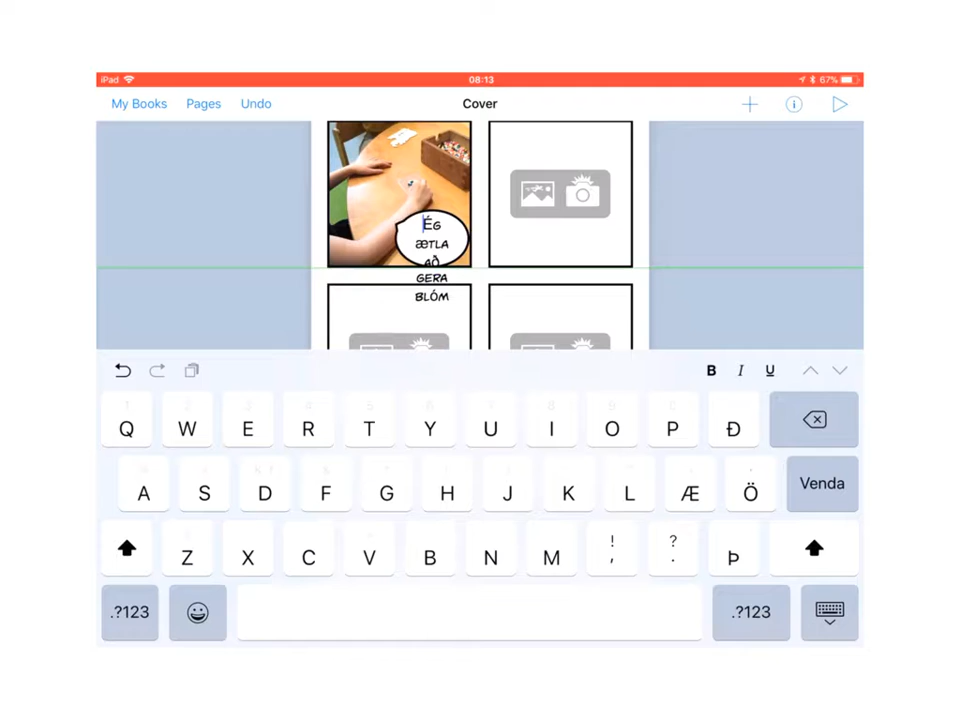 iPad 08:13 67%
My Books Pages Undo Cover
ÉG
ÆTLA
AÐ
GERA
BLÓM
B I U
Q W E R T Y U I O P Ð
A S D F G H J K L Æ Ö Venda
Z X C V B N M ! , ? . Þ
.?123 .?123